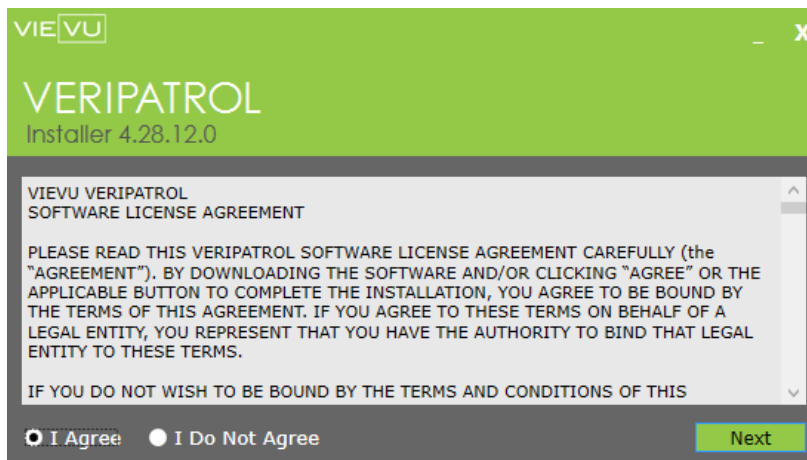 VIEVU
_ X
VERIPATROL
Installer 4.28.12.0
VIEVU VERIPATROL
SOFTWARE LICENSE AGREEMENT
PLEASE READ THIS VERIPATROL SOFTWARE LICENSE AGREEMENT CAREFULLY (the
“AGREEMENT”). BY DOWNLOADING THE SOFTWARE AND/OR CLICKING “AGREE” OR THE
APPLICABLE BUTTON TO COMPLETE THE INSTALLATION, YOU AGREE TO BE BOUND BY
THE TERMS OF THIS AGREEMENT. IF YOU AGREE TO THESE TERMS ON BEHALF OF A
LEGAL ENTITY, YOU REPRESENT THAT YOU HAVE THE AUTHORITY TO BIND THAT LEGAL
ENTITY TO THESE TERMS.
IF YOU DO NOT WISH TO BE BOUND BY THE TERMS AND CONDITIONS OF THIS
I Agree I Do Not Agree Next